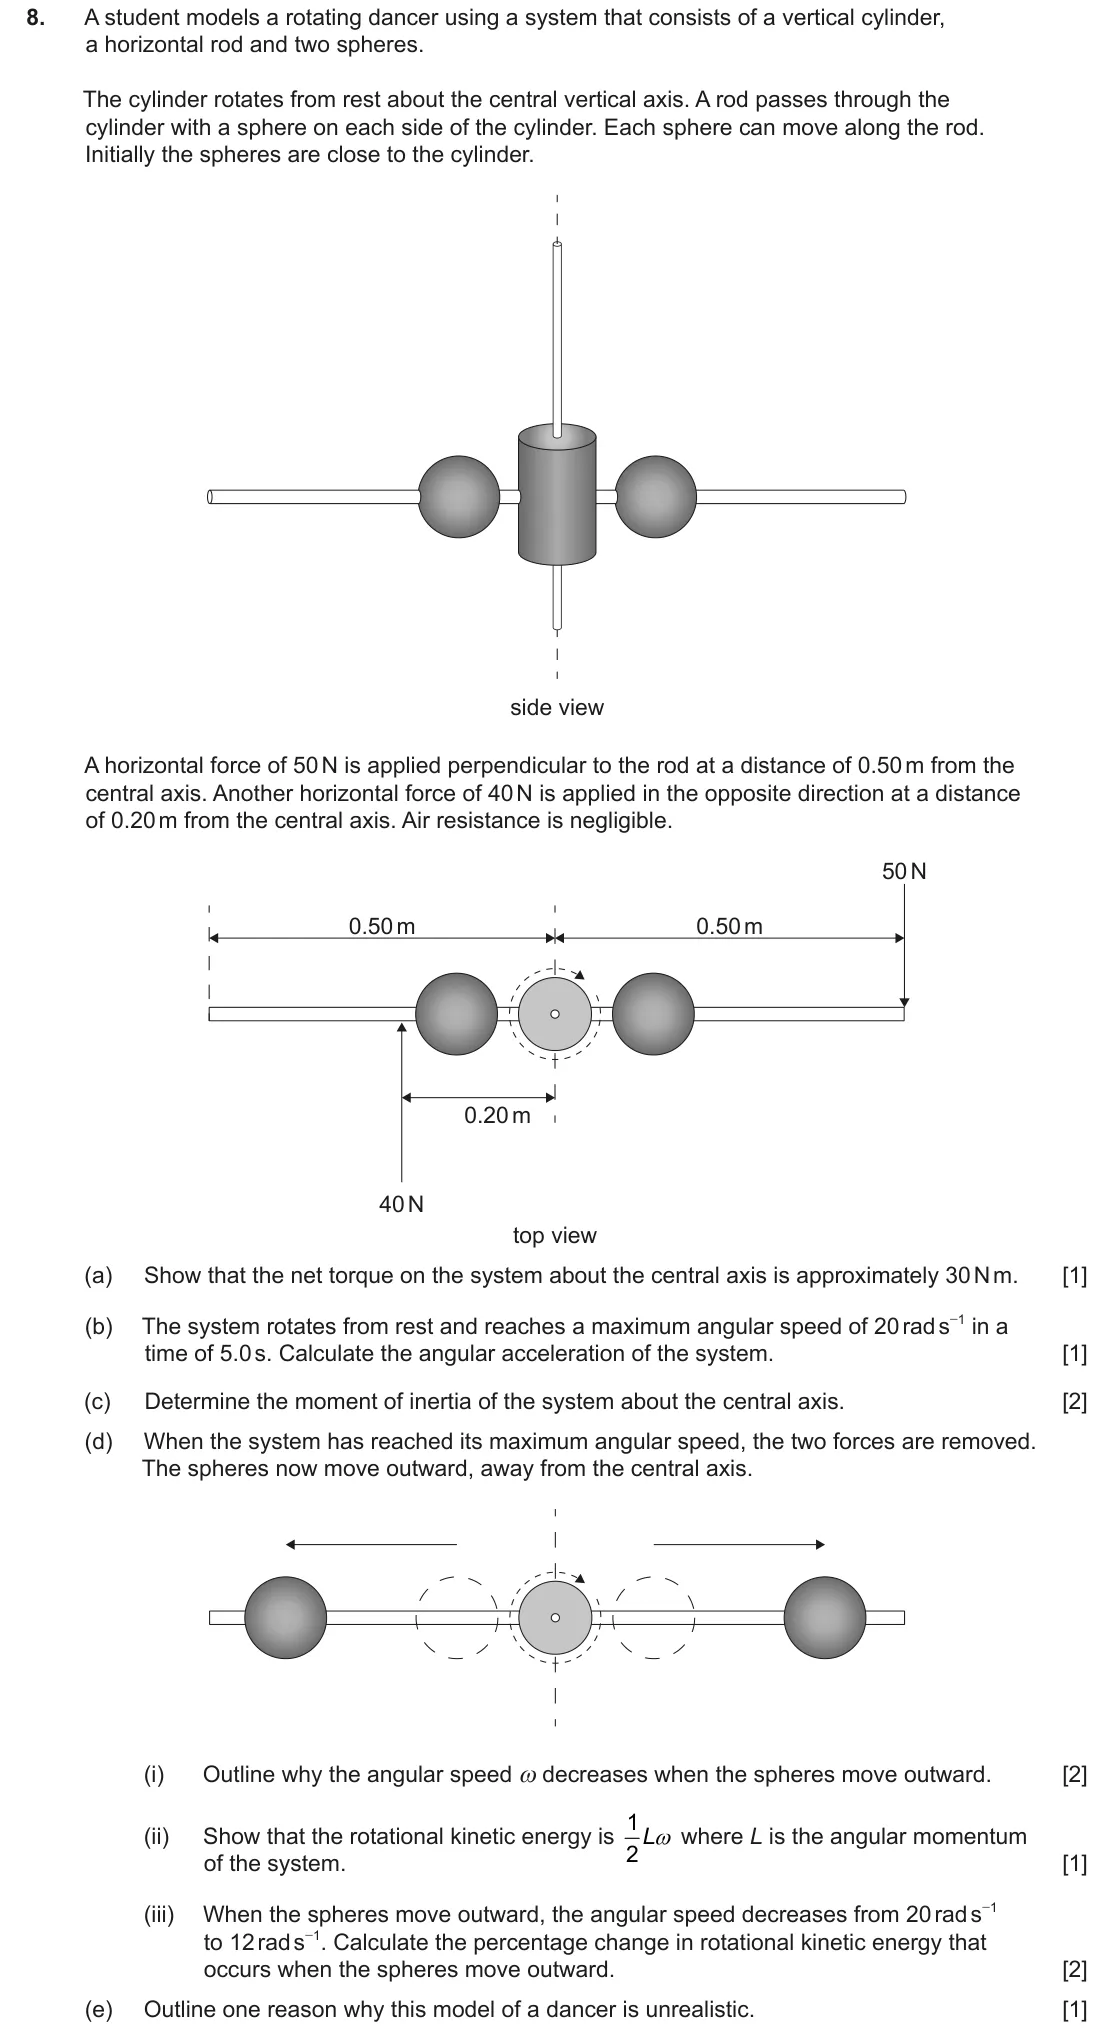 8. A student models a rotating dancer using a system that consists of a vertical cylinder,
a horizontal rod and two spheres.
The cylinder rotates from rest about the central vertical axis. A rod passes through the
cylinder with a sphere on each side of the cylinder. Each sphere can move along the rod.
Initially the spheres are close to the cylinder.
side view
A horizontal force of 50 N is applied perpendicular to the rod at a distance of 0.50 m from the
central axis. Another horizontal force of 40 N is applied in the opposite direction at a distance
of 0.20 m from the central axis. Air resistance is negligible.
50 N
0.50 m 0.50 m
0.20 m
40 N
top view
(a) Show that the net torque on the system about the central axis is approximately 30 N m. [1]
(b) The system rotates from rest and reaches a maximum angular speed of 20 rad s⁻¹ in a
time of 5.0 s. Calculate the angular acceleration of the system. [1]
(c) Determine the moment of inertia of the system about the central axis. [2]
(d) When the system has reached its maximum angular speed, the two forces are removed.
The spheres now move outward, away from the central axis.
(i) Outline why the angular speed ω decreases when the spheres move outward. [2]
(ii) Show that the rotational kinetic energy is 1/2 Lω where L is the angular momentum
of the system. [1]
(iii) When the spheres move outward, the angular speed decreases from 20 rad s⁻¹
to 12 rad s⁻¹. Calculate the percentage change in rotational kinetic energy that
occurs when the spheres move outward. [2]
(e) Outline one reason why this model of a dancer is unrealistic. [1]